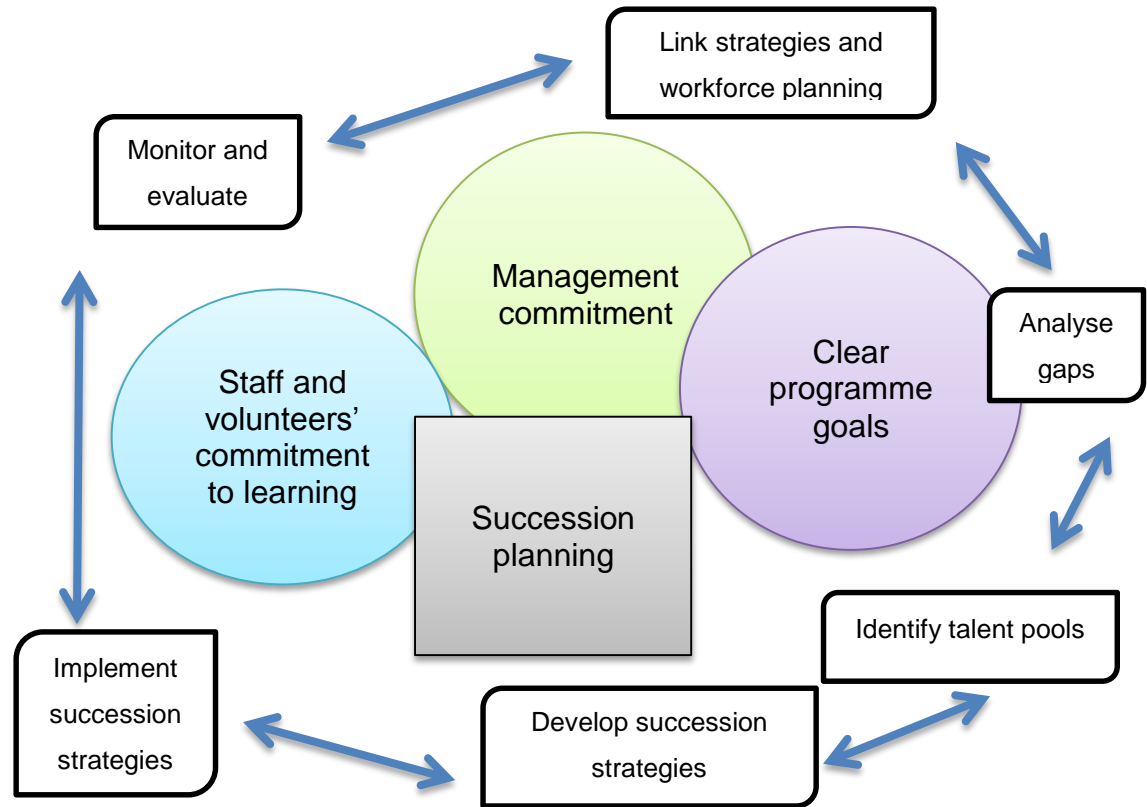 Link strategies and
workforce planning
Monitor and
evaluate
Management
commitment
Analyse
gaps
Clear
programme
goals
Staff and
volunteers’
commitment
to learning
Succession
planning
Identify talent pools
Implement
succession
strategies
Develop succession
strategies